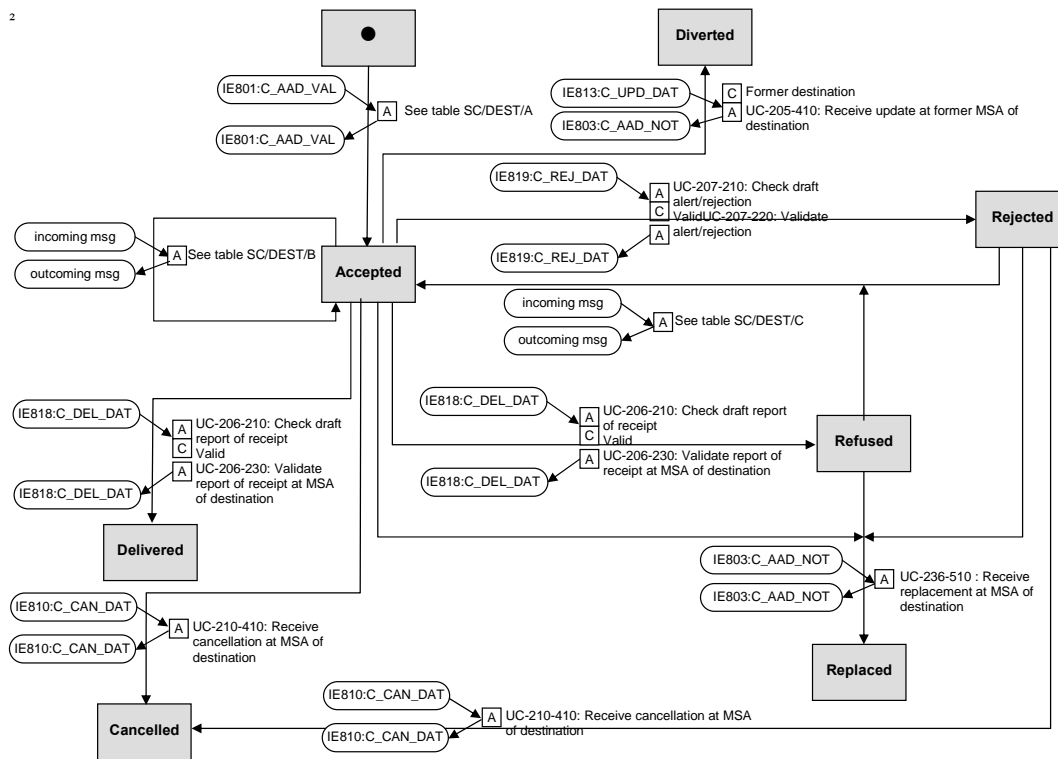 2
Diverted
IE801:C_AAD_VAL
A
See table SC/DEST/A
IE801:C_AAD_VAL
IE813:C_UPD_DAT
C
Former destination
A
UC-205-410: Receive update at former MSA of
destination
IE803:C_AAD_NOT
IE819:C_REJ_DAT
A
UC-207-210: Check draft
alert/rejection
C
ValidUC-207-220: Validate
A
alert/rejection
IE819:C_REJ_DAT
Rejected
incoming msg
A
See table SC/DEST/B
outcoming msg
Accepted
incoming msg
A
See table SC/DEST/C
outcoming msg
IE818:C_DEL_DAT
A
UC-206-210: Check draft
report of receipt
C
Valid
A
UC-206-230: Validate
report of receipt at MSA
of destination
IE818:C_DEL_DAT
IE818:C_DEL_DAT
A
UC-206-210: Check draft report
of receipt
C
Valid
A
UC-206-230: Validate report of
receipt at MSA of destination
IE818:C_DEL_DAT
Refused
Delivered
IE803:C_AAD_NOT
A
UC-236-510 : Receive
replacement at MSA of
destination
IE803:C_AAD_NOT
IE810:C_CAN_DAT
A
UC-210-410: Receive
cancellation at MSA of
destination
IE810:C_CAN_DAT
Replaced
IE810:C_CAN_DAT
A
UC-210-410: Receive cancellation at MSA
of destination
IE810:C_CAN_DAT
Cancelled